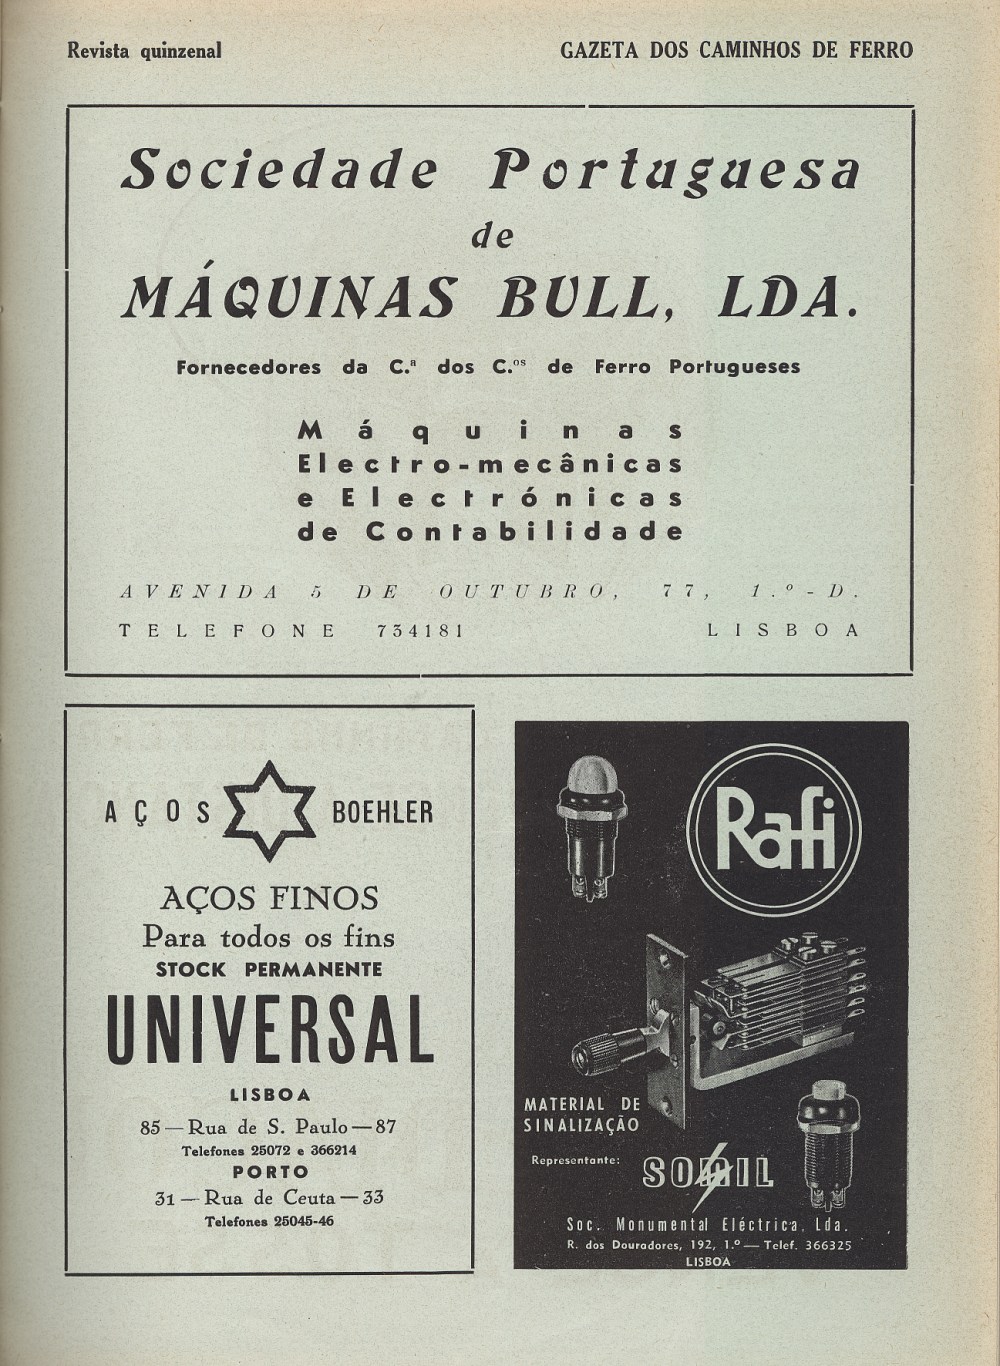 Revista quinzenal GAZETA DOS CAMINHOS DE FERRO
Sociedade Portuguesa
de
MÁQUINAS BULL, LDA.
Fornecedores da C.ª dos C.ºˢ de Ferro Portugueses
Máquinas
Electro-mecânicas
e Electrónicas
de Contabilidade
AVENIDA 5 DE OUTUBRO, 77, 1.º-D.
TELEFONE 734181 LISBOA
AÇOS BOEHLER
AÇOS FINOS
Para todos os fins
STOCK PERMANENTE
UNIVERSAL
LISBOA
85—Rua de S. Paulo—87
Telefones 25072 e 366214
PORTO
31—Rua de Ceuta—33
Telefones 25045-46
Rafi
MATERIAL DE
SINALIZAÇÃO
Representante:
SOMIL
Soc. Monumental Eléctrica, Lda.
R. dos Douradores, 192, 1.º—Telef. 366325
LISBOA